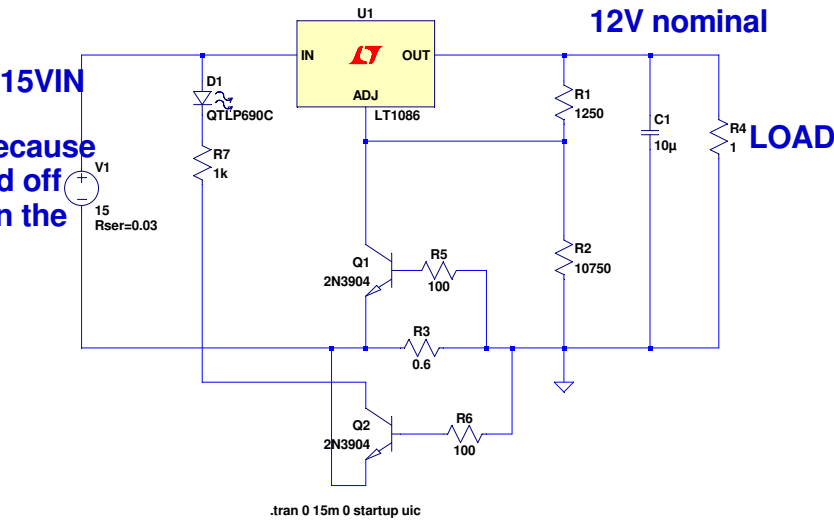 U1
12V nominal
IN
OUT
ADJ
LT1086
15VIN
D1
QTLP690C
R1
1250
C1
10µ
R4
1
LOAD
R7
1k
V1
15
Rser=0.03
d off
n the
R2
10750
Q1
2N3904
R5
100
R3
0.6
Q2
2N3904
R6
100
.tran 0 15m 0 startup uic